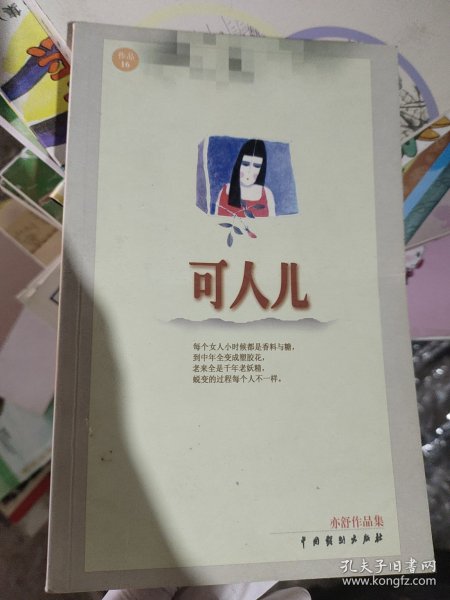 作品
16
可人儿
每个女人小时候都是香料与糖，
到中年全变成塑胶花，
老来全是千年老妖精，
蜕变的过程每个人不一样。
亦舒作品集
中国戏剧出版社
孔夫子旧书网
www.kongfz.com